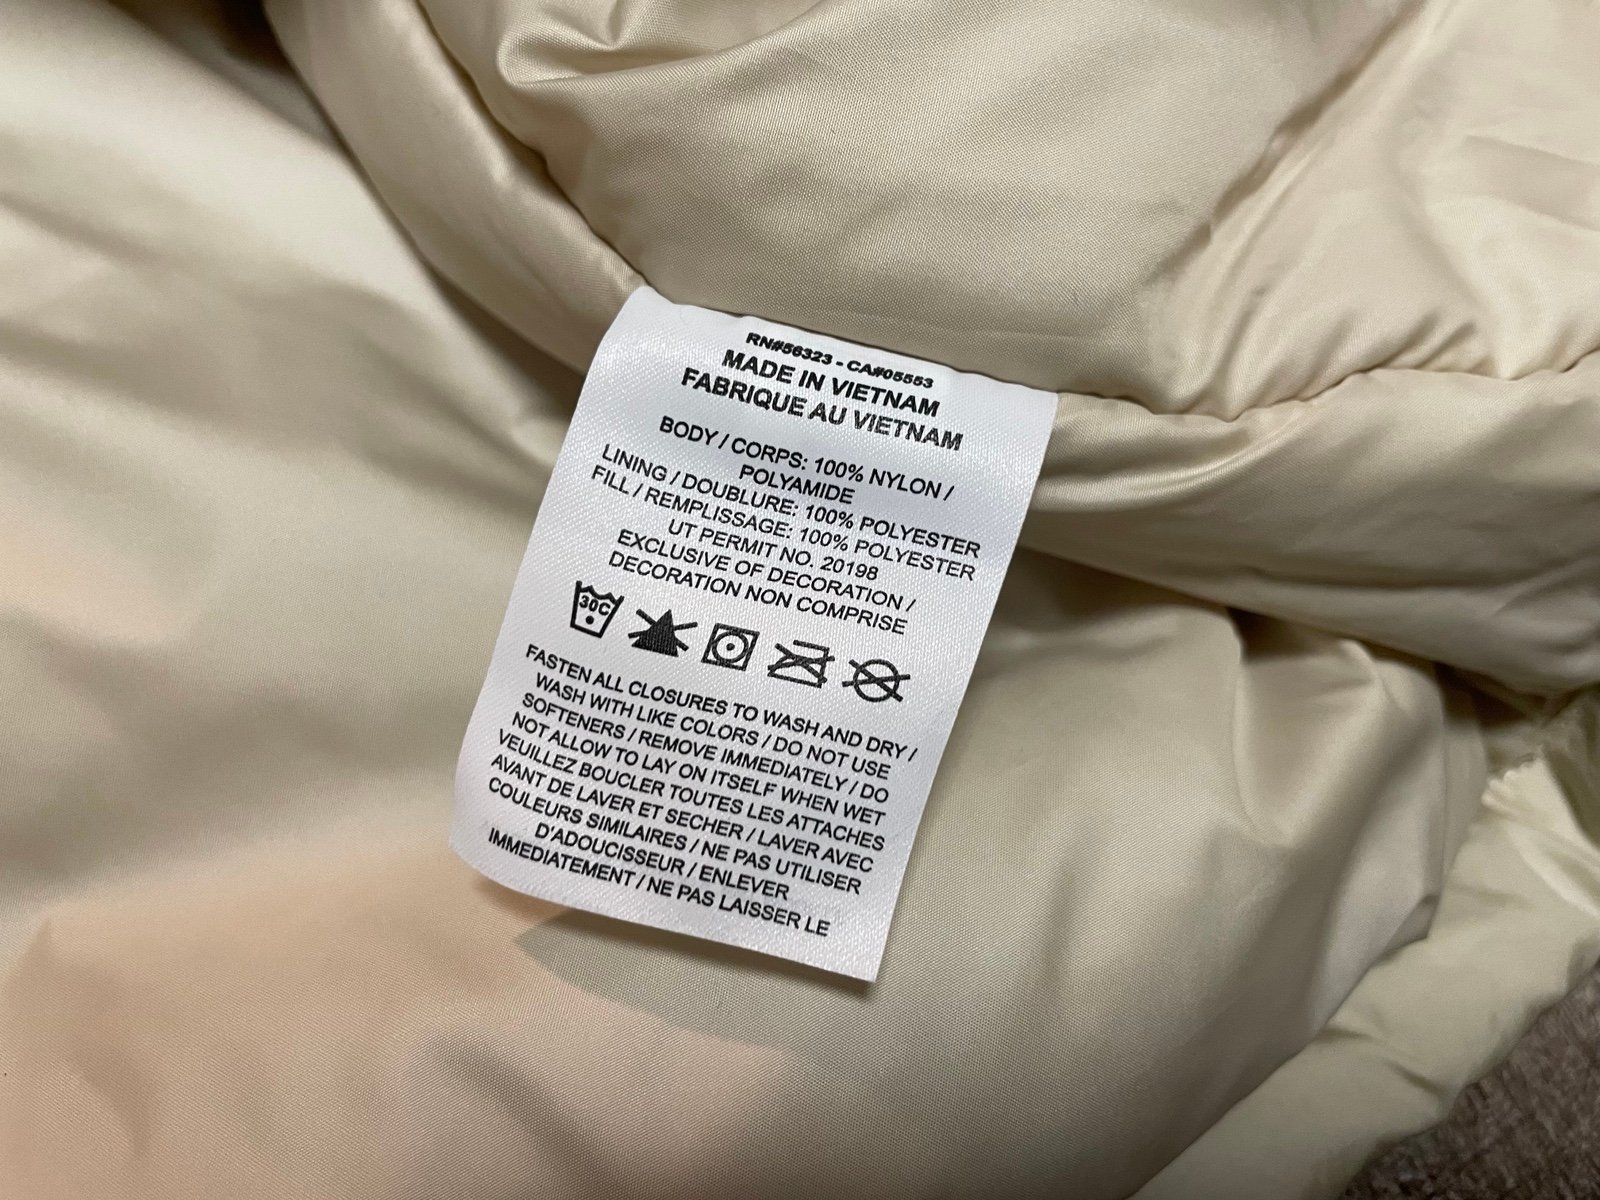 RN#56323 - CA#05553
MADE IN VIETNAM
FABRIQUE AU VIETNAM
BODY / CORPS: 100% NYLON /
POLYAMIDE
LINING / DOUBLURE: 100% POLYESTER
FILL / REMPLISSAGE: 100% POLYESTER
UT PERMIT NO. 20198
EXCLUSIVE OF DECORATION /
DECORATION NON COMPRISE
30C
FASTEN ALL CLOSURES TO WASH AND DRY /
WASH WITH LIKE COLORS / DO NOT USE
SOFTENERS / REMOVE IMMEDIATELY / DO
NOT ALLOW TO LAY ON ITSELF WHEN WET
VEUILLEZ BOUCLER TOUTES LES ATTACHES
AVANT DE LAVER ET SECHER / LAVER AVEC
COULEURS SIMILAIRES / NE PAS UTILISER
D'ADOUCISSEUR / ENLEVER
IMMEDIATEMENT / NE PAS LAISSER LE